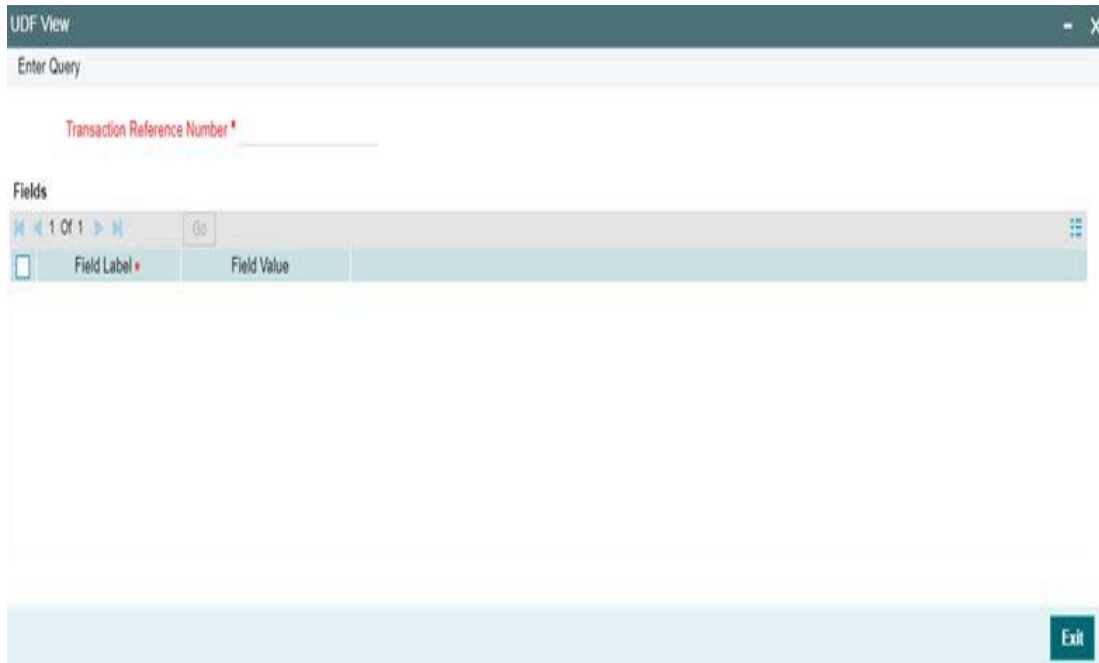 UDF View
Enter Query
Transaction Reference Number *
Fields
1 Of 1 Go
Field Label * Field Value
Exit